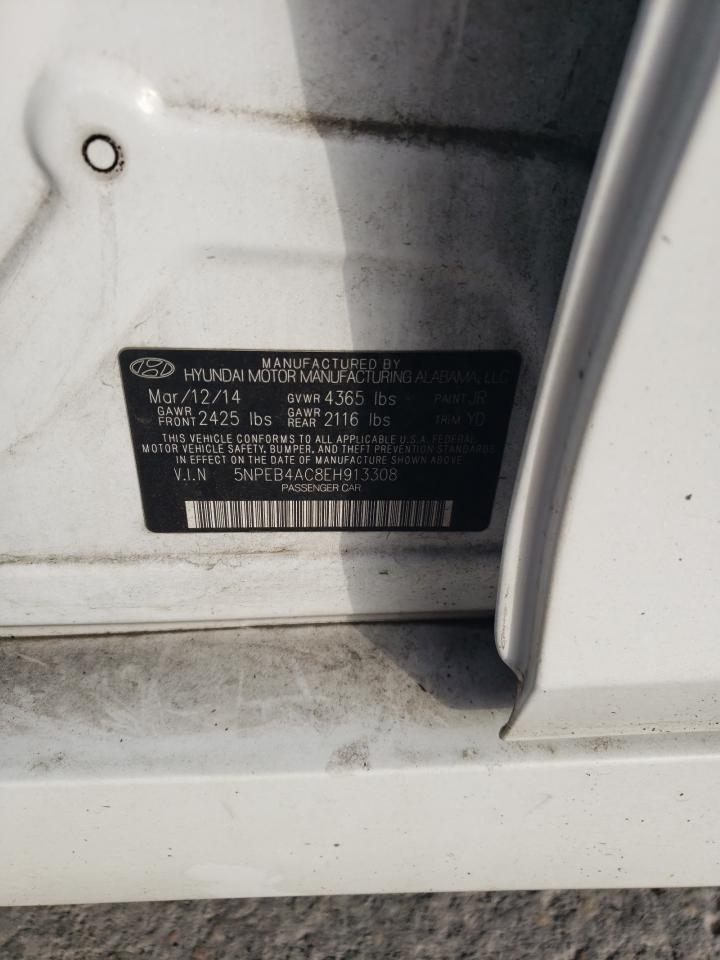 MANUFACTURED BY
HYUNDAI MOTOR MANUFACTURING ALABAMA, LLC
Mar/12/14 GVWR 4365 lbs PAINT JR
GAWR FRONT 2425 lbs GAWR REAR 2116 lbs TRIM YD
THIS VEHICLE CONFORMS TO ALL APPLICABLE U.S.A. FEDERAL
MOTOR VEHICLE SAFETY, BUMPER, AND THEFT PREVENTION STANDARDS
IN EFFECT ON THE DATE OF MANUFACTURE SHOWN ABOVE.
V.I.N 5NPEB4AC8EH913308
PASSENGER CAR